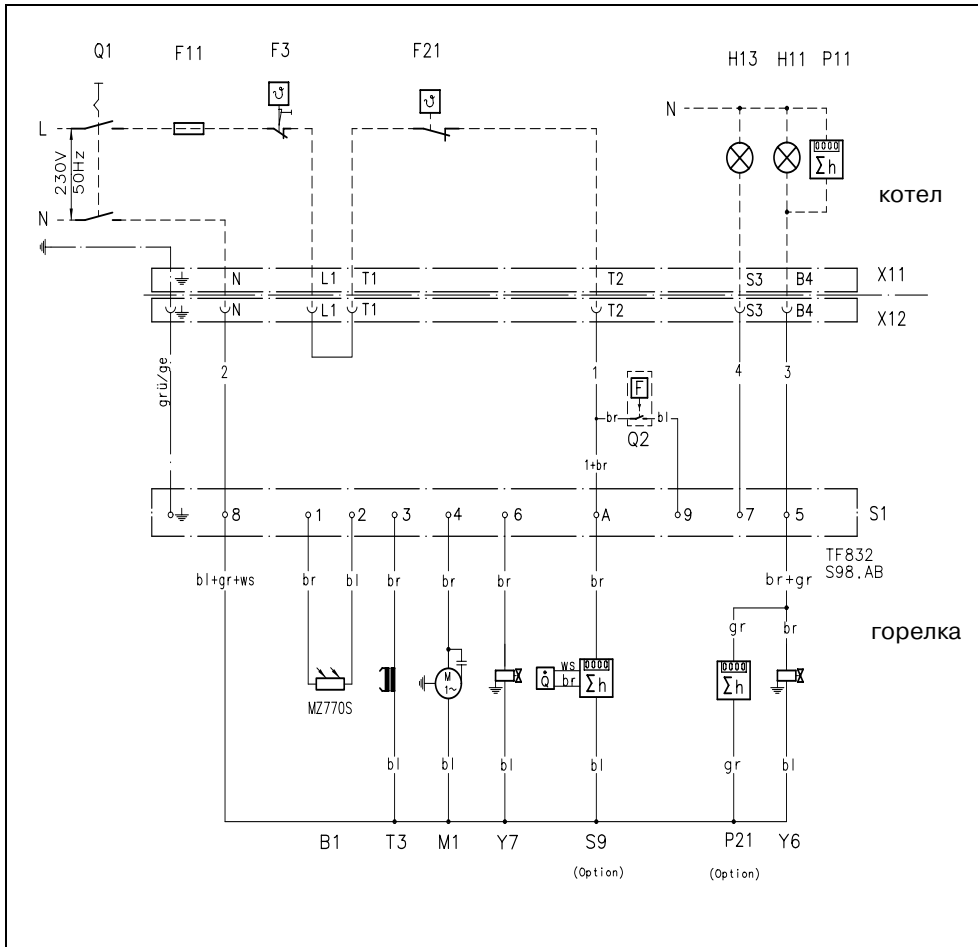 Q1 F11 F3 F21 H13 H11 P11
ϑ ϑ
N
L
0000
Σh
230V
50Hz
котел
N
N L1 T1 T2 S3 B4 X11
N L1 T1 T2 S3 B4 X12
grü/ge 2 1 4 3
F
br bl
Q2
1+br
8 1 2 3 4 6 A 9 7 5 S1
TF832
S98.AB
bl+gr+ws br bl br br br br br+gr
gr br
горелка
ws
br
Q̇
0000
Σh
M
1~
0000
Σh
MZ770S
bl bl bl bl gr bl
B1 T3 M1 Y7 S9 P21 Y6
(Option) (Option)